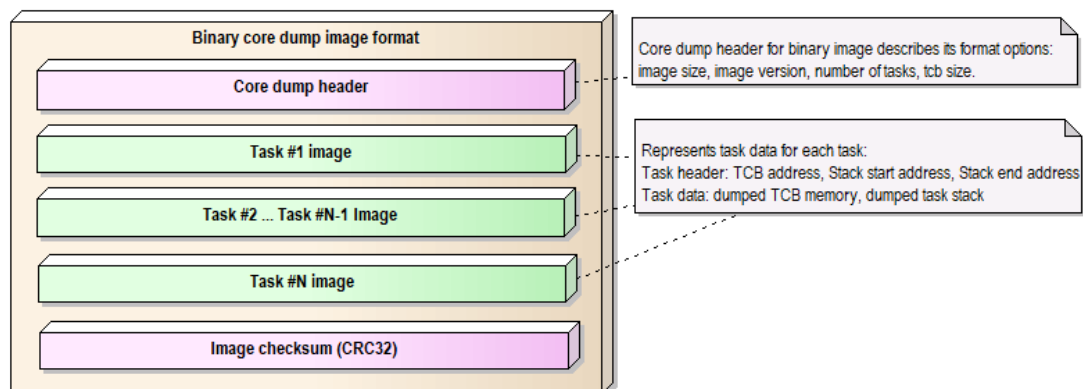 Binary core dump image format
Core dump header
Core dump header for binary image describes its format options:
image size, image version, number of tasks, tcb size.
Task #1 image
Represents task data for each task:
Task header: TCB address, Stack start address, Stack end address
Task data: dumped TCB memory, dumped task stack
Task #2 ... Task #N-1 Image
Task #N image
Image checksum (CRC32)